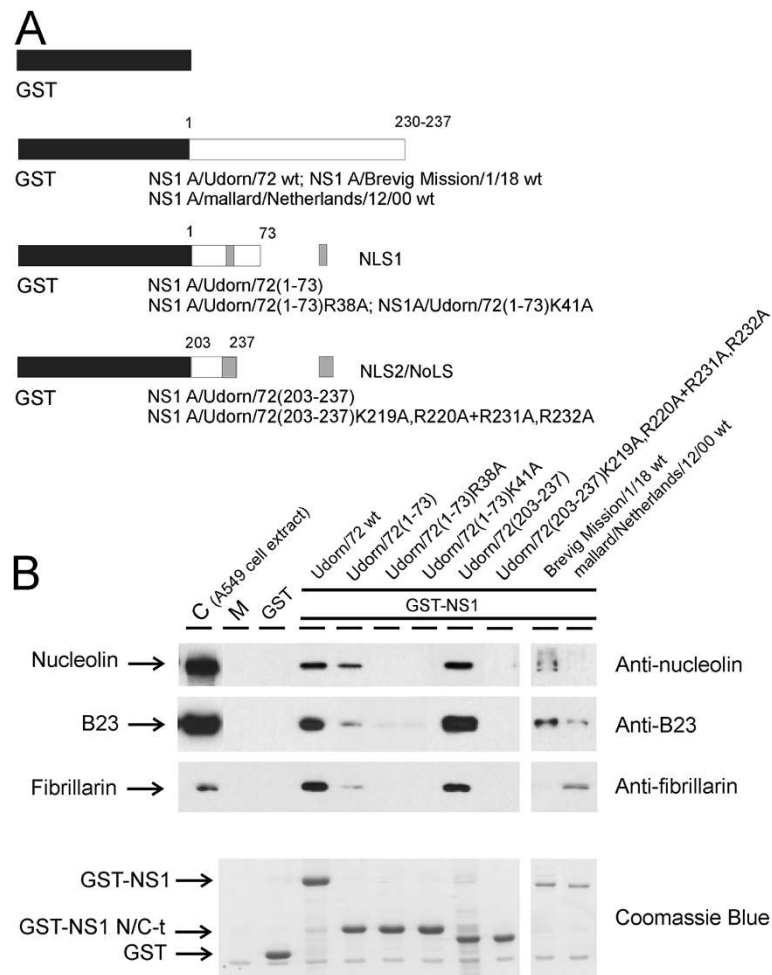 A
GST
1 230-237
GST NS1 A/Udorn/72 wt; NS1 A/Brevig Mission/1/18 wt
NS1 A/mallard/Netherlands/12/00 wt
1 73
NLS1
GST NS1 A/Udorn/72(1-73)
NS1 A/Udorn/72(1-73)R38A; NS1A/Udorn/72(1-73)K41A
203 237
NLS2/NoLS
GST NS1 A/Udorn/72(203-237)
NS1 A/Udorn/72(203-237)K219A,R220A+R231A,R232A
B
C (A549 cell extract)
M
GST
Udorn/72 wt
Udorn/72(1-73)
Udorn/72(1-73)R38A
Udorn/72(1-73)K41A
Udorn/72(203-237)
Udorn/72(203-237)K219A,R220A+R231A,R232A
Brevig Mission/1/18 wt
mallard/Netherlands/12/00 wt
GST-NS1
Nucleolin Anti-nucleolin
B23 Anti-B23
Fibrillarin Anti-fibrillarin
GST-NS1
GST-NS1 N/C-t Coomassie Blue
GST